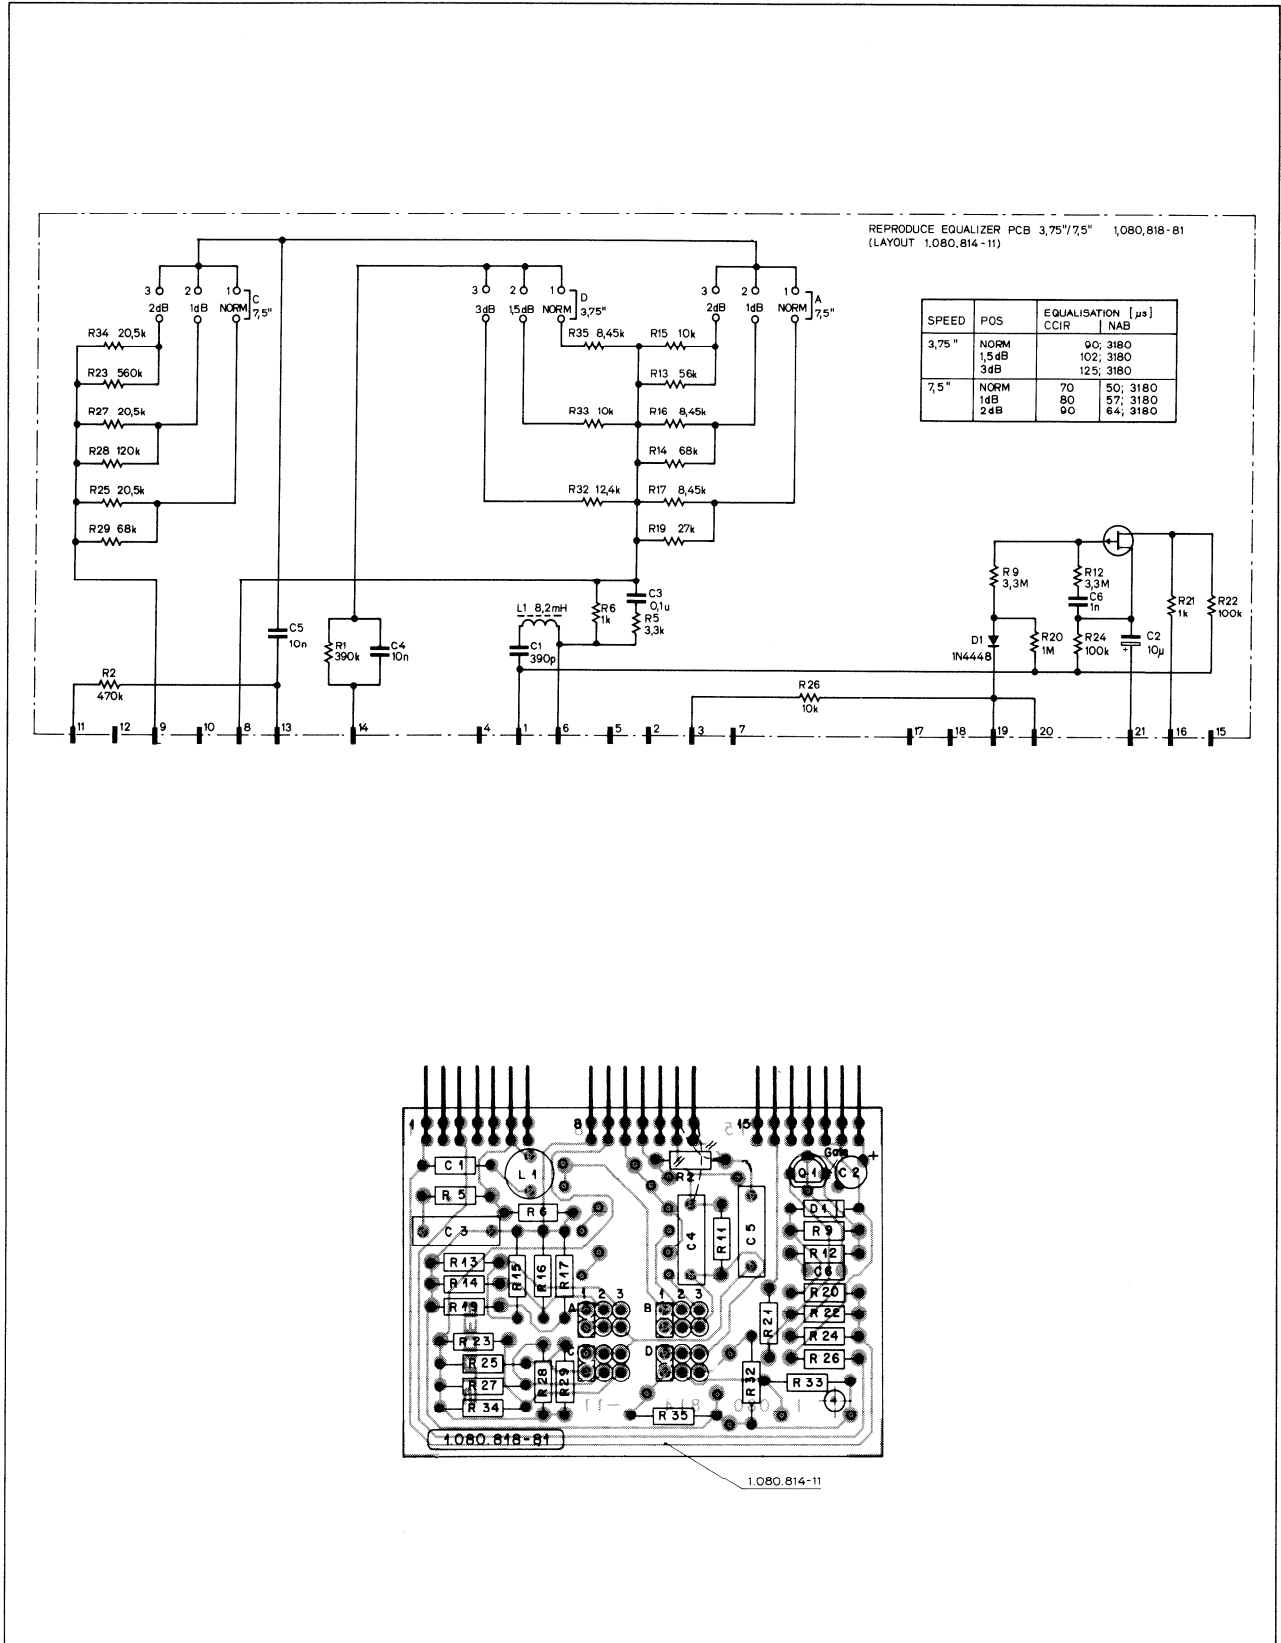 REPRODUCE EQUALIZER PCB 3,75"/7,5" 1,080,818-81
(LAYOUT 1.080.814-11)
3 2 1 C
2dB 1dB NORM 7,5"
3 2 1 D
3dB 1,5dB NORM 3,75"
3 2 1 A
2dB 1dB NORM 7,5"
R34 20,5k
R23 560k
R27 20,5k
R28 120k
R25 20,5k
R29 68k
R35 8,45k
R33 10k
R32 12,4k
R15 10k
R13 56k
R16 8,45k
R14 68k
R17 8,45k
R19 27k
SPEED POS EQUALISATION [µs]
CCIR NAB
3,75" NORM 90; 3180
1,5dB 102; 3180
3dB 125; 3180
7,5" NORM 70 50; 3180
1dB 80 57; 3180
2dB 90 64; 3180
R2
470k
C5
10n
R1
390k
C4
10n
L1 8,2mH
C1
390p
R6
1k
C3
0,1u
R5
3,3k
R9
3,3M
D1
1N4448
R20
1M
R12
3,3M
C6
1n
R24
100k
C2
10µ
+
R21
1k
R22
100k
R26
10k
11 12 9 10 8 13 14 4 1 6 5 2 3 7 17 18 19 20 21 16 15
1 8 15
Gate +
C 1
L 1
R 2
Q 1
C 2
R 5
R 6
C 3
C4
R11
C 5
D 1
R 9
R 12
C6
R 13
R 14
R 19
R15
R16
R17
R 20
R 22
R 24
R 26
R21
1 2 3
A
1 2 3
B
C
D
R 23
R 25
R 27
R 34
R 28
R29
R 32
R 33
R 35
1.080.818-81
1.080.814-11